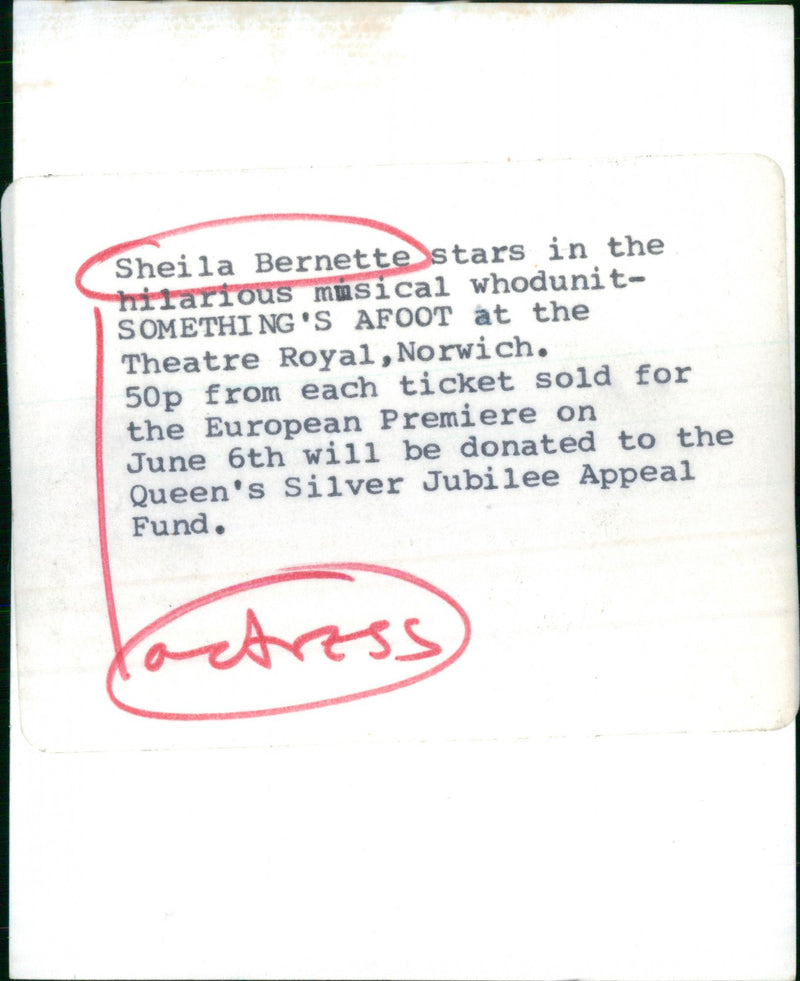 Sheila Bernette stars in the
hilarious musical whodunit-
SOMETHING'S AFOOT at the
Theatre Royal,Norwich.
50p from each ticket sold for
the European Premiere on
June 6th will be donated to the
Queen's Silver Jubilee Appeal
Fund.
actress